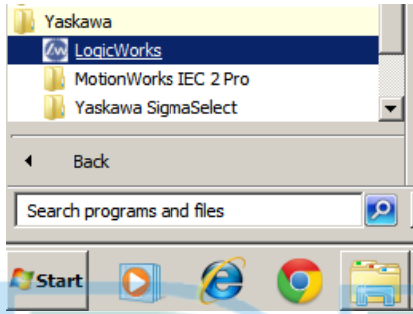 Yaskawa
LogicWorks
MotionWorks IEC 2 Pro
Yaskawa SigmaSelect
Back
Search programs and files
Start